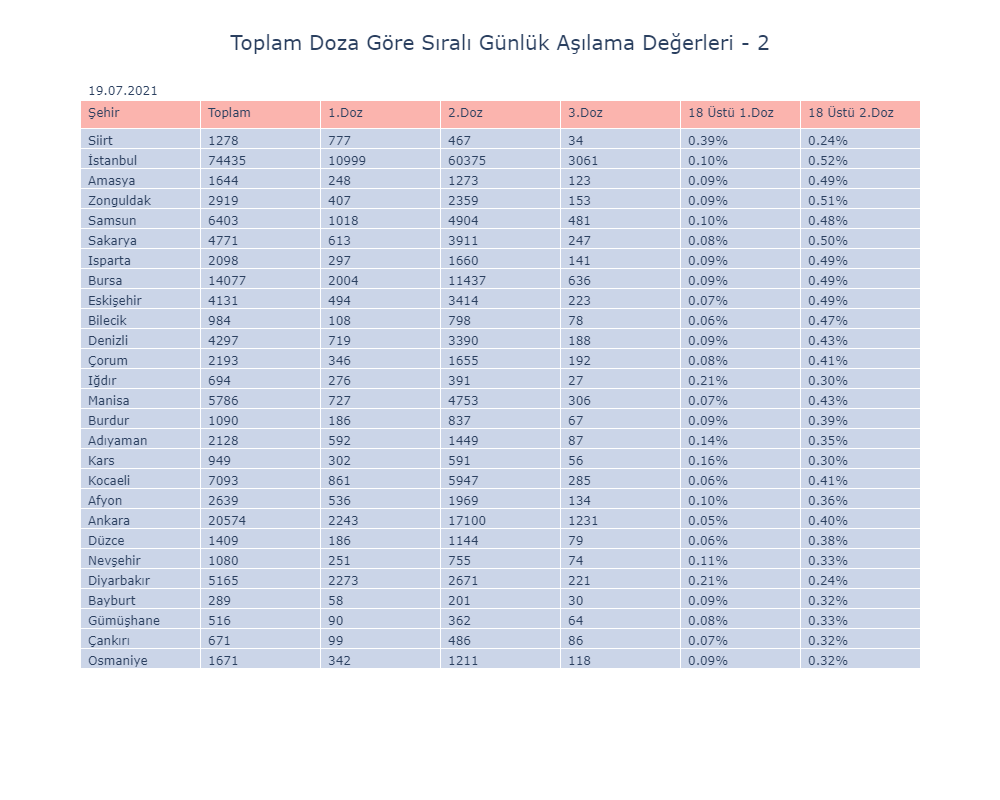 Toplam Doza Göre Sıralı Günlük Aşılama Değerleri - 2
19.07.2021
Şehir Toplam 1.Doz 2.Doz 3.Doz 18 Üstü 1.Doz 18 Üstü 2.Doz
Siirt 1278 777 467 34 0.39% 0.24%
İstanbul 74435 10999 60375 3061 0.10% 0.52%
Amasya 1644 248 1273 123 0.09% 0.49%
Zonguldak 2919 407 2359 153 0.09% 0.51%
Samsun 6403 1018 4904 481 0.10% 0.48%
Sakarya 4771 613 3911 247 0.08% 0.50%
Isparta 2098 297 1660 141 0.09% 0.49%
Bursa 14077 2004 11437 636 0.09% 0.49%
Eskişehir 4131 494 3414 223 0.07% 0.49%
Bilecik 984 108 798 78 0.06% 0.47%
Denizli 4297 719 3390 188 0.09% 0.43%
Çorum 2193 346 1655 192 0.08% 0.41%
Iğdır 694 276 391 27 0.21% 0.30%
Manisa 5786 727 4753 306 0.07% 0.43%
Burdur 1090 186 837 67 0.09% 0.39%
Adıyaman 2128 592 1449 87 0.14% 0.35%
Kars 949 302 591 56 0.16% 0.30%
Kocaeli 7093 861 5947 285 0.06% 0.41%
Afyon 2639 536 1969 134 0.10% 0.36%
Ankara 20574 2243 17100 1231 0.05% 0.40%
Düzce 1409 186 1144 79 0.06% 0.38%
Nevşehir 1080 251 755 74 0.11% 0.33%
Diyarbakır 5165 2273 2671 221 0.21% 0.24%
Bayburt 289 58 201 30 0.09% 0.32%
Gümüşhane 516 90 362 64 0.08% 0.33%
Çankırı 671 99 486 86 0.07% 0.32%
Osmaniye 1671 342 1211 118 0.09% 0.32%